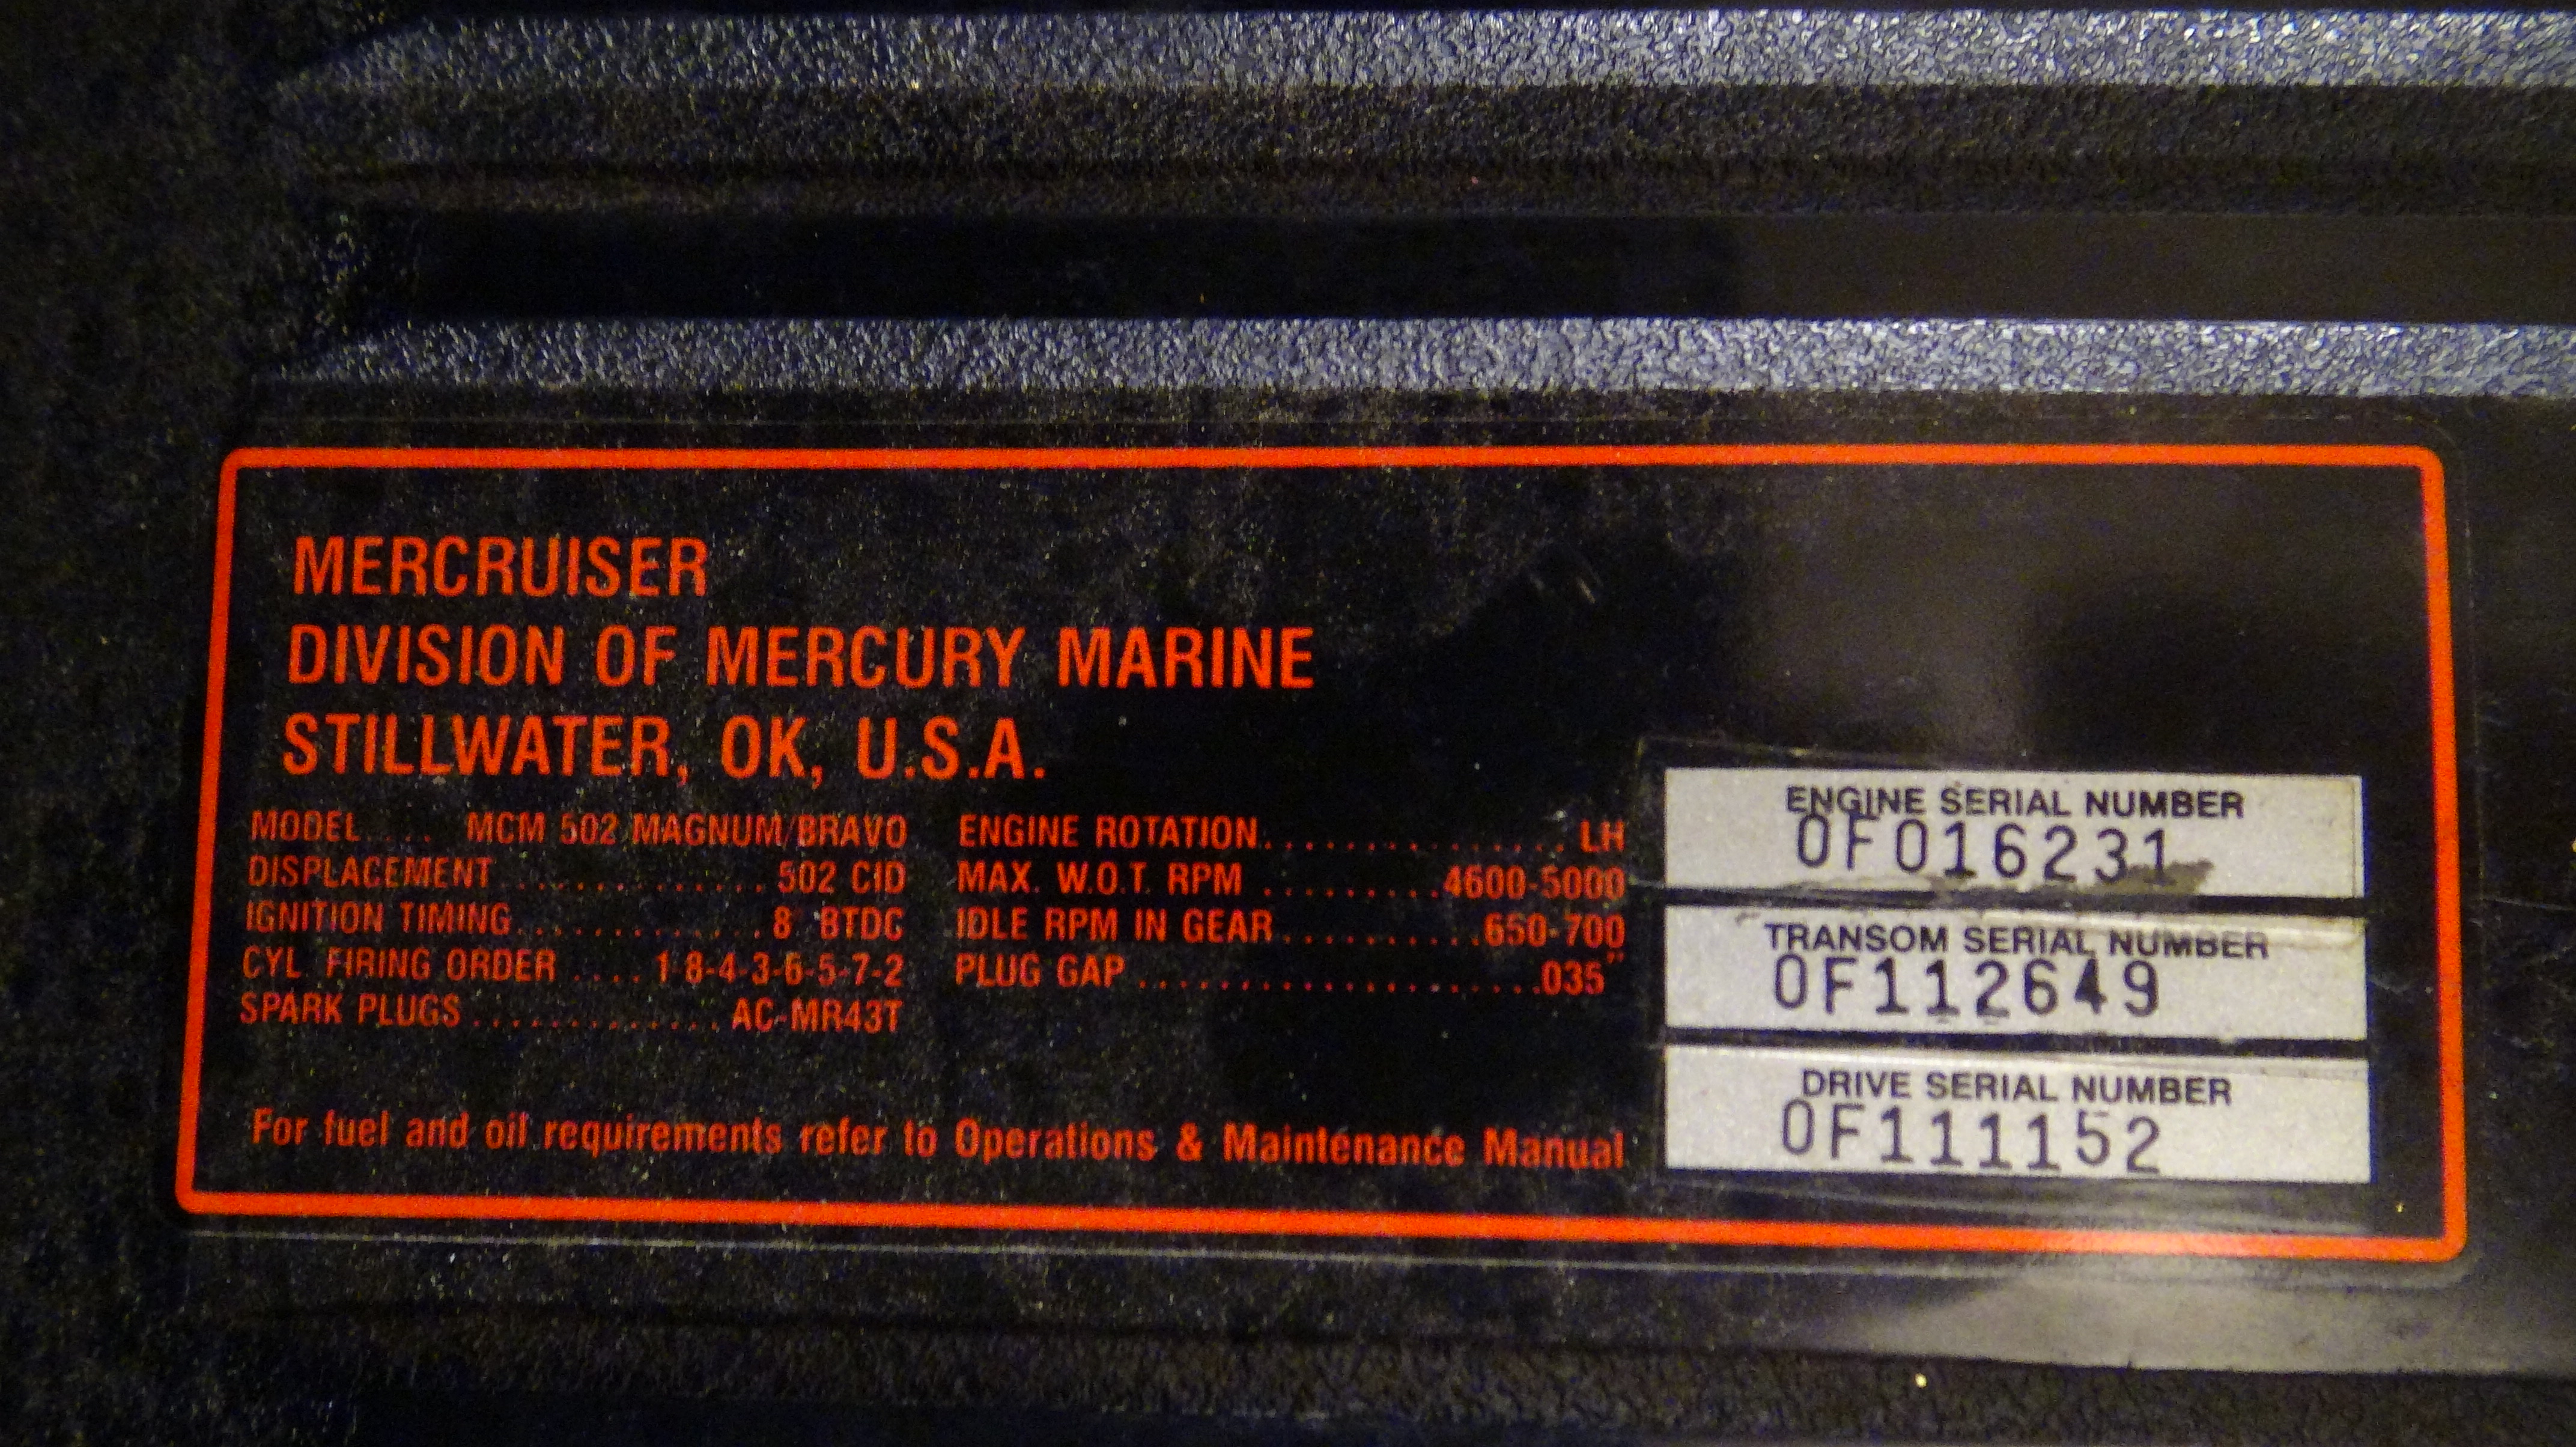 MERCRUISER
DIVISION OF MERCURY MARINE
STILLWATER, OK, U.S.A.
MODEL.... MCM 502 MAGNUM/BRAVO
DISPLACEMENT ............. 502 CID
IGNITION TIMING............. 8° BTDC
CYL. FIRING ORDER .... 1-8-4-3-6-5-7-2
SPARK PLUGS ............. AC-MR43T
ENGINE ROTATION............... LH
MAX. W.O.T. RPM .........4600-5000
IDLE RPM IN GEAR..........650-700
PLUG GAP .....................035"
For fuel and oil requirements refer to Operations & Maintenance Manual
ENGINE SERIAL NUMBER
0F016231
TRANSOM SERIAL NUMBER
0F112649
DRIVE SERIAL NUMBER
0F111152